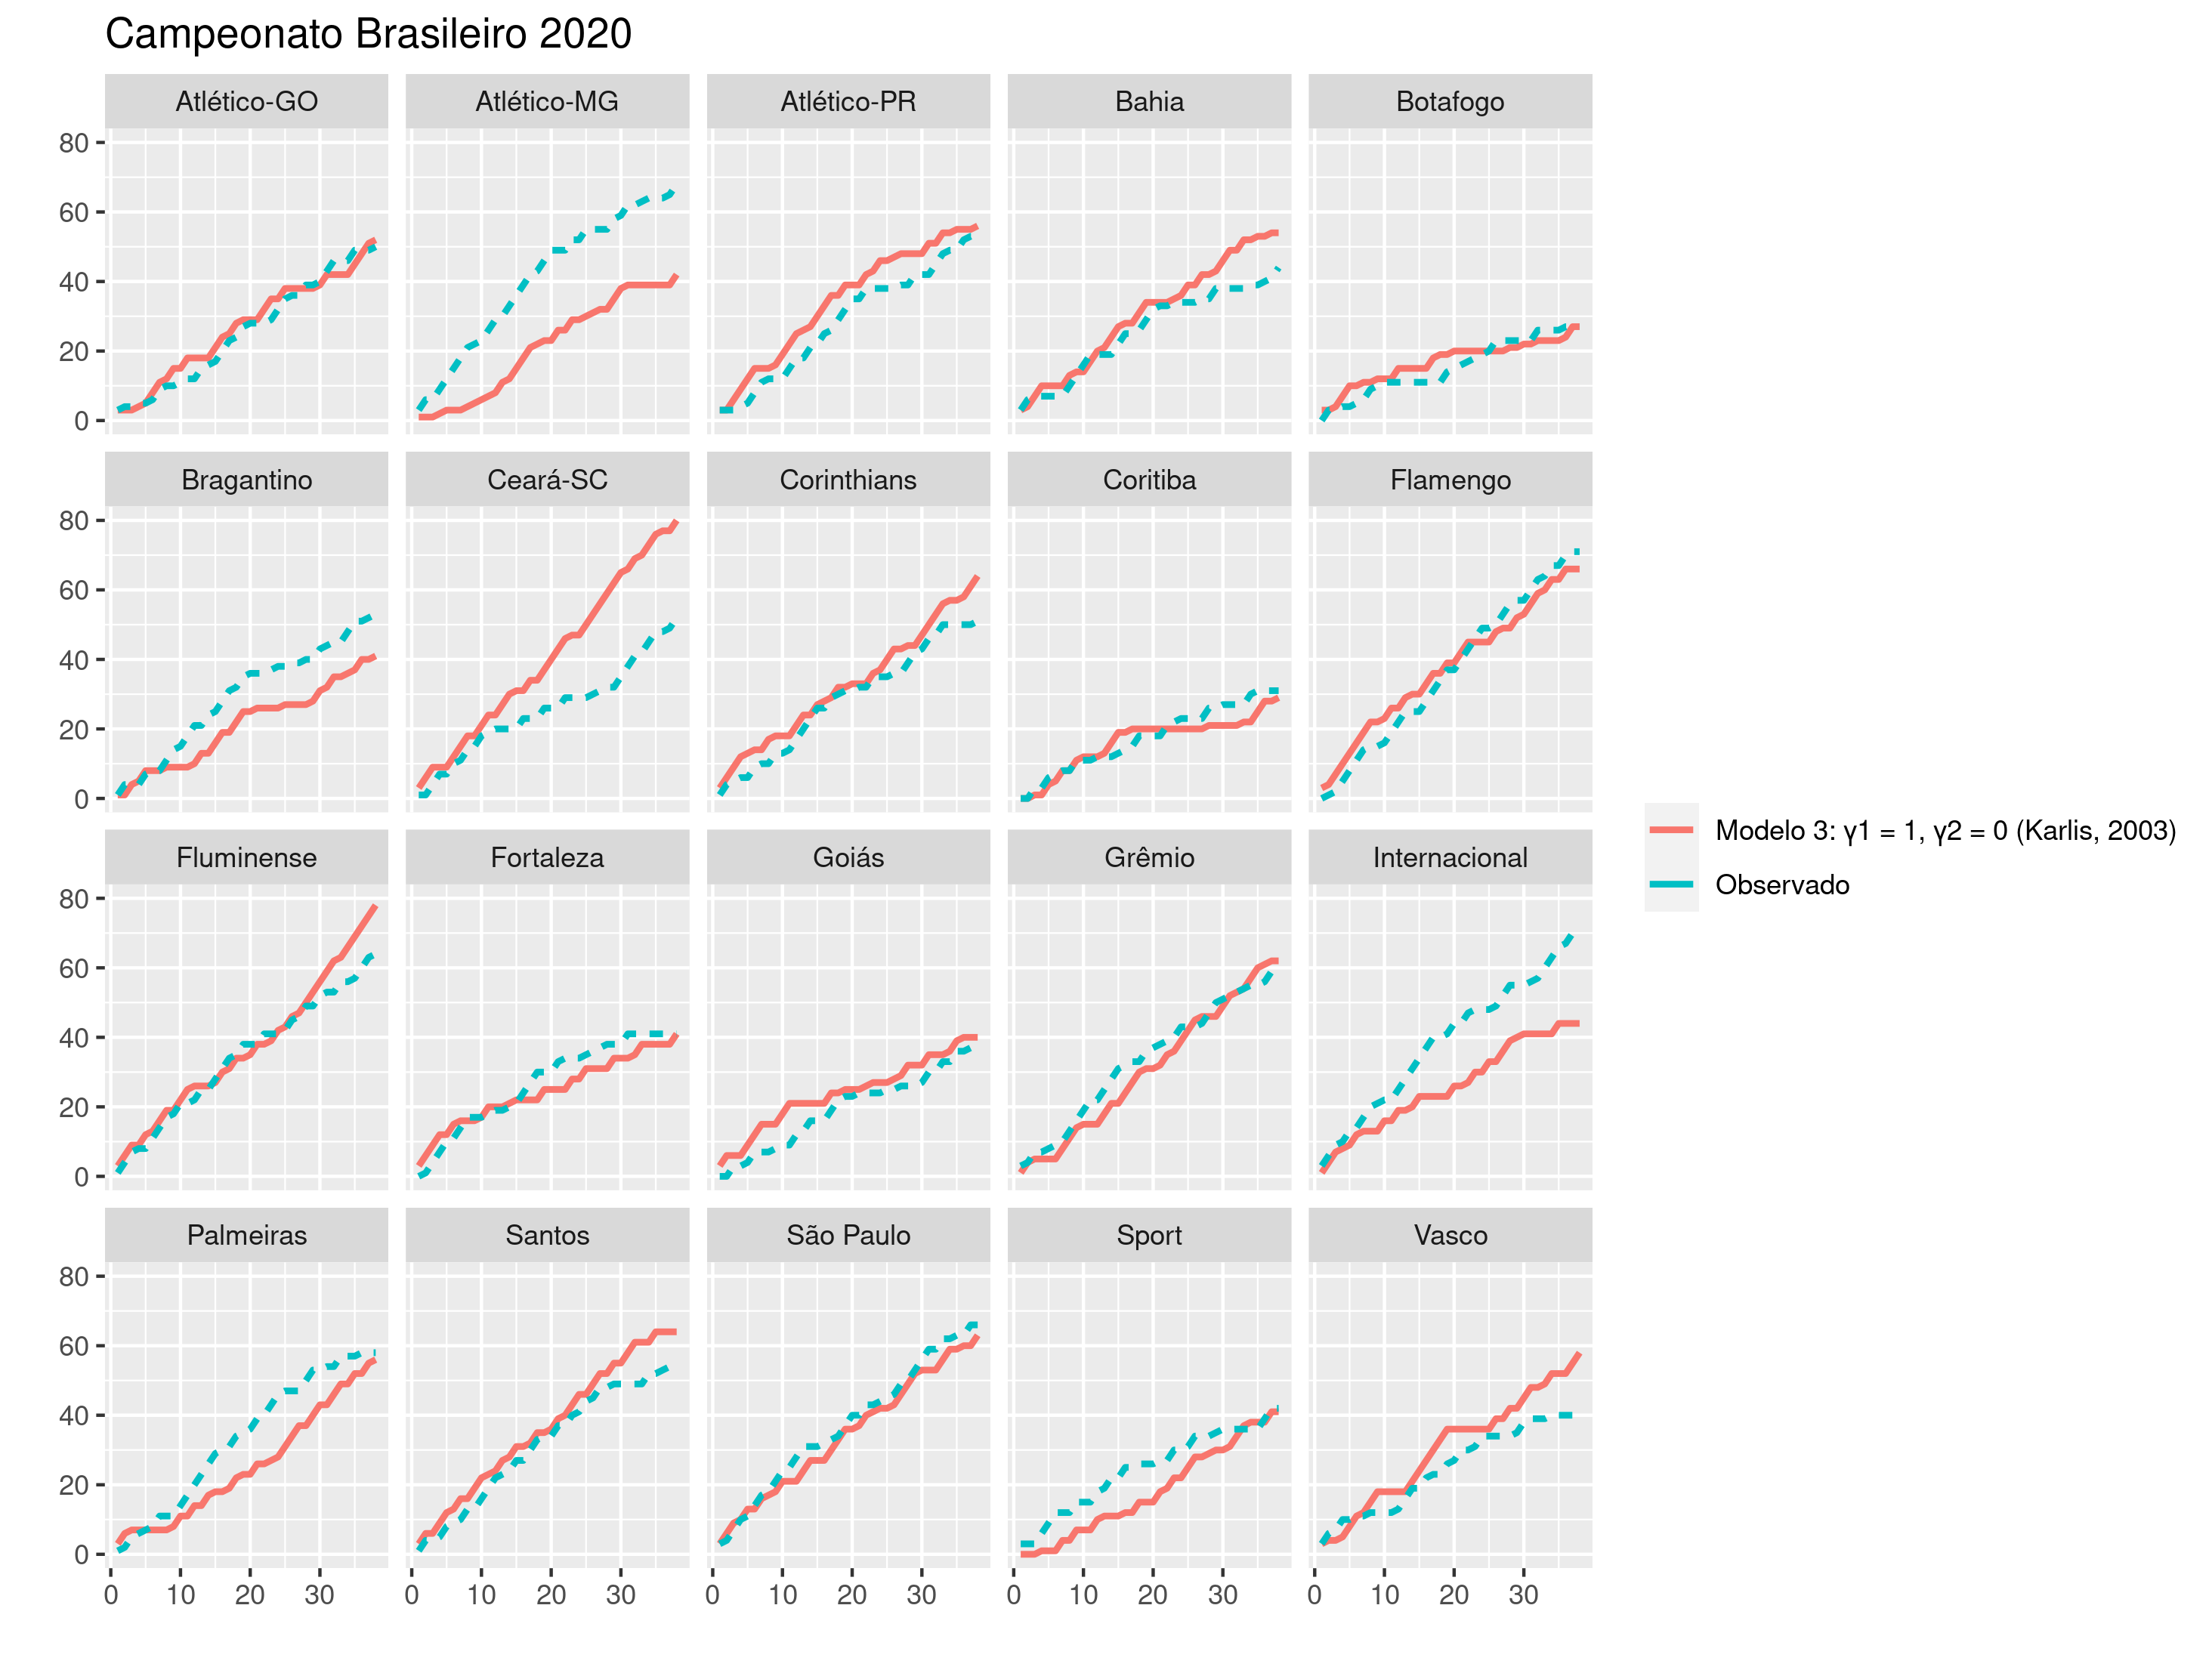 Campeonato Brasileiro 2020
Atlético-GO Atlético-MG Atlético-PR Bahia Botafogo
80
60
40
20
0
Bragantino Ceará-SC Corinthians Coritiba Flamengo
80
60
40
20
0
Modelo 3: γ1 = 1, γ2 = 0 (Karlis, 2003)
Observado
Fluminense Fortaleza Goiás Grêmio Internacional
80
60
40
20
0
Palmeiras Santos São Paulo Sport Vasco
80
60
40
20
0
0 10 20 30 0 10 20 30 0 10 20 30 0 10 20 30 0 10 20 30